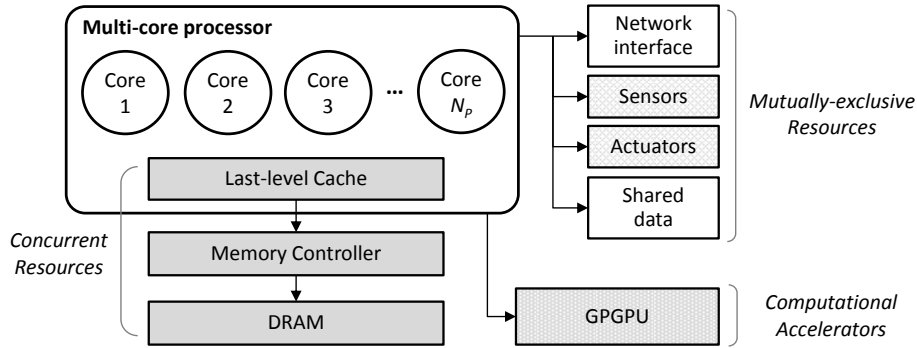 Multi-core processor
Core
1
Core
2
Core
3
...
Core
N_P
Last-level Cache
Concurrent
Resources
Memory Controller
DRAM
Network
interface
Sensors
Actuators
Shared
data
Mutually-exclusive
Resources
GPGPU
Computational
Accelerators